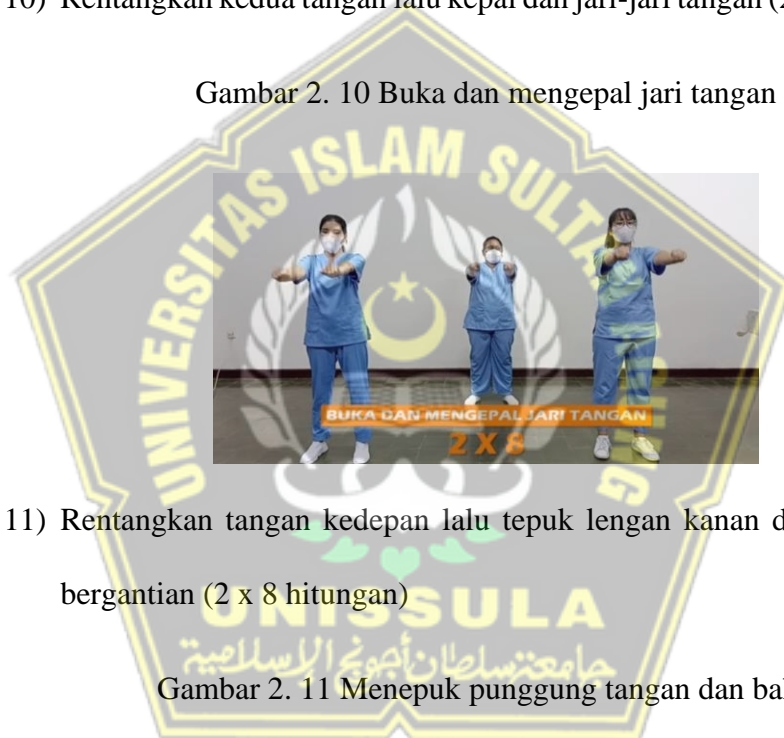 10) Rentangkan kedua tangan lalu kepal dan jari-jari tangan (2
Gambar 2. 10 Buka dan mengepal jari tangan
UNIVERSITAS ISLAM SULTAN AGUNG
BUKA DAN MENGEPAL JARI TANGAN
2 X 8
11) Rentangkan tangan kedepan lalu tepuk lengan kanan d
bergantian (2 x 8 hitungan)
UNISSULA
جامعنسلطان أجونج الإسلامية
Gambar 2. 11 Menepuk punggung tangan dan ba